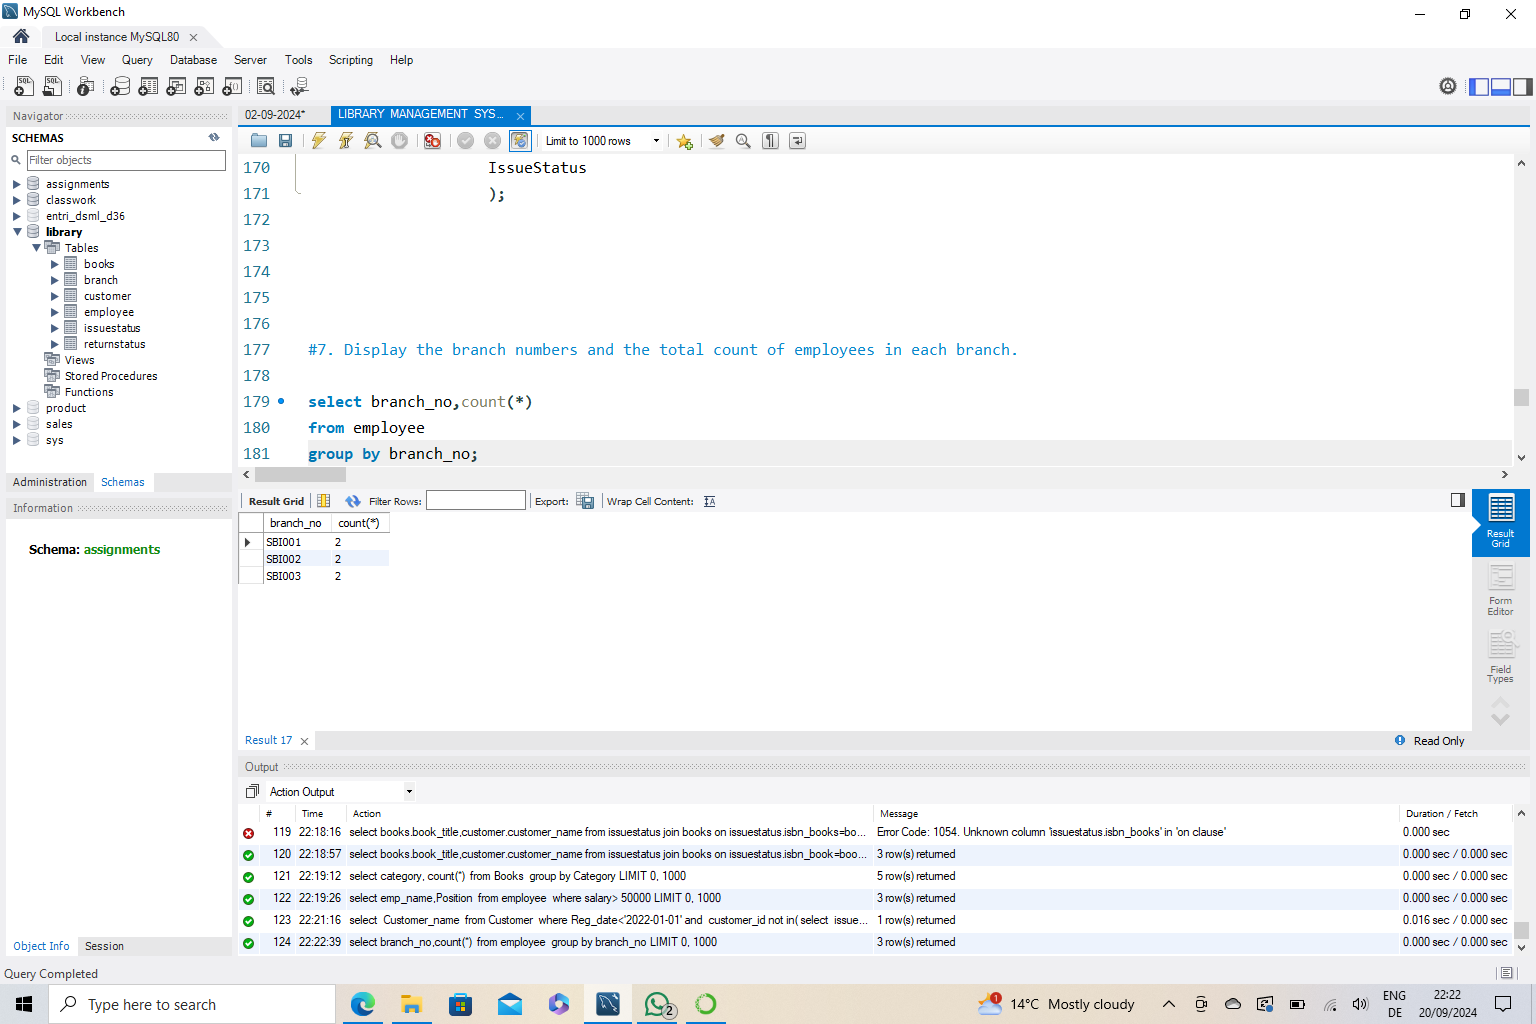 MySQL Workbench
Local instance MySQL80
File Edit View Query Database Server Tools Scripting Help
Navigator
SCHEMAS
Filter objects
assignments
classwork
entri_dsml_d36
library
Tables
books
branch
customer
employee
issuestatus
returnstatus
Views
Stored Procedures
Functions
product
sales
sys
Administration Schemas
Information
Schema: assignments
Object Info Session
02-09-2024* LIBRARY MANAGEMENT SYS...
Limit to 1000 rows
170 IssueStatus
171 );
172
173
174
175
176
177 #7. Display the branch numbers and the total count of employees in each branch.
178
179 select branch_no,count(*)
180 from employee
181 group by branch_no;
Result Grid Filter Rows: Export: Wrap Cell Content:
branch_no count(*)
SBI001 2
SBI002 2
SBI003 2
Result Grid
Form Editor
Field Types
Result 17 Read Only
Output
Action Output
# Time Action Message Duration / Fetch
119 22:18:16 select books.book_title,customer.customer_name from issuestatus join books on issuestatus.isbn_books=bo... Error Code: 1054. Unknown column 'issuestatus.isbn_books' in 'on clause' 0.000 sec
120 22:18:57 select books.book_title,customer.customer_name from issuestatus join books on issuestatus.isbn_book=boo... 3 row(s) returned 0.000 sec / 0.000 sec
121 22:19:12 select category, count(*) from Books group by Category LIMIT 0, 1000 5 row(s) returned 0.000 sec / 0.000 sec
122 22:19:26 select emp_name,Position from employee where salary> 50000 LIMIT 0, 1000 3 row(s) returned 0.000 sec / 0.000 sec
123 22:21:16 select Customer_name from Customer where Reg_date<'2022-01-01' and customer_id not in( select issue... 1 row(s) returned 0.016 sec / 0.000 sec
124 22:22:39 select branch_no,count(*) from employee group by branch_no LIMIT 0, 1000 3 row(s) returned 0.000 sec / 0.000 sec
Query Completed
Type here to search
2
1
14°C Mostly cloudy
ENG
DE
22:22
20/09/2024